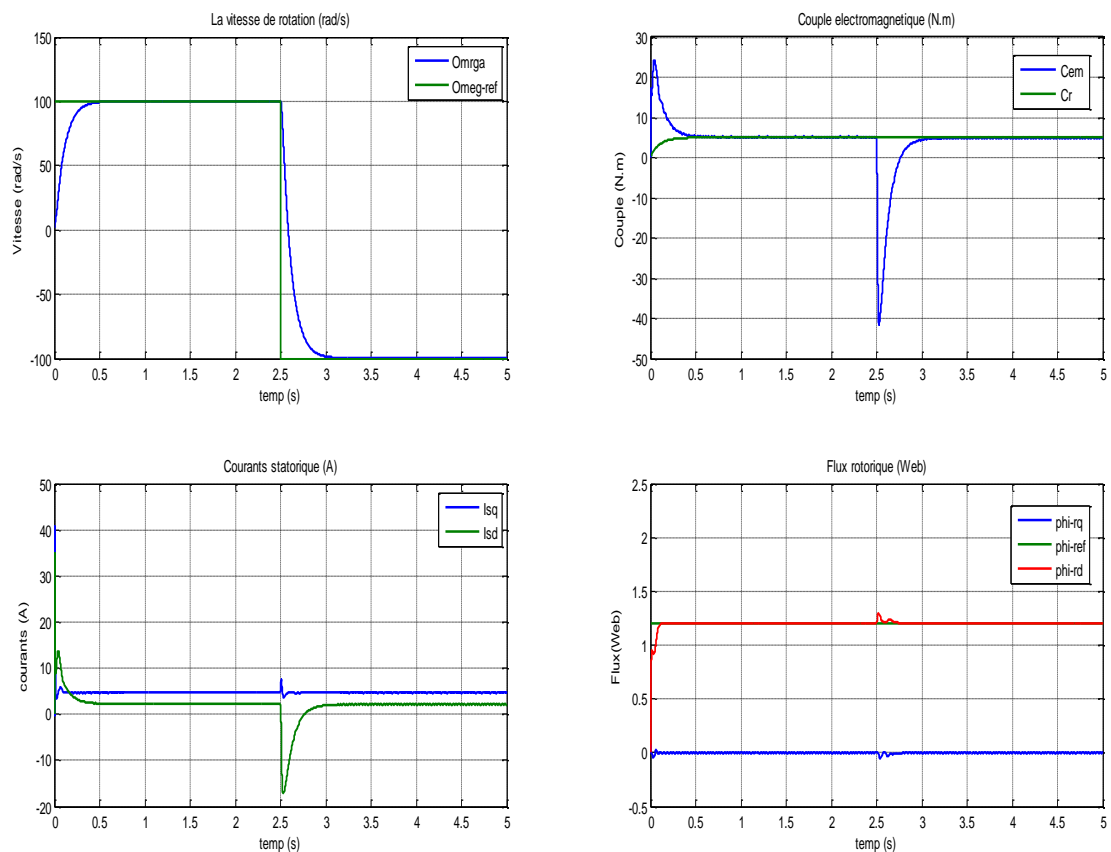 La vitesse de rotation (rad/s)
150
100
50
0
-50
-100
Vitesse (rad/s)
Omrga
Omeg-ref
0 0.5 1 1.5 2 2.5 3 3.5 4 4.5 5
temp (s)
Couple electromagnetique (N.m)
30
20
10
0
-10
-20
-30
-40
-50
Couple (N.m)
Cem
Cr
0 0.5 1 1.5 2 2.5 3 3.5 4 4.5 5
temp (s)
Courants statorique (A)
50
40
30
20
10
0
-10
-20
courants (A)
Isq
Isd
0 0.5 1 1.5 2 2.5 3 3.5 4 4.5 5
temp (s)
Flux rotorique (Web)
2.5
2
1.5
1
0.5
0
-0.5
Flux(Web)
phi-rq
phi-ref
phi-rd
0 0.5 1 1.5 2 2.5 3 3.5 4 4.5 5
temp (s)